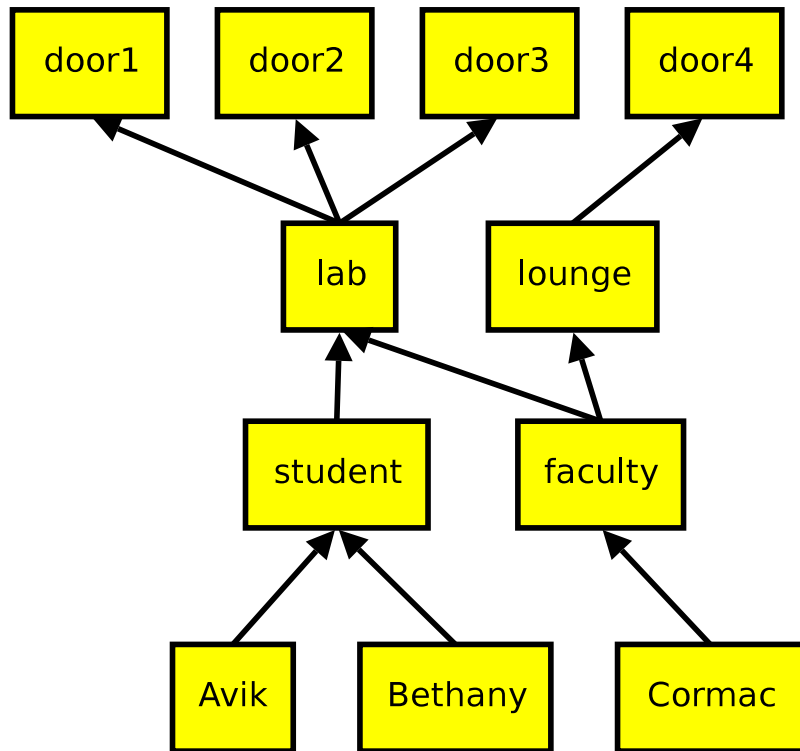 door1
door2
door3
door4
lab
lounge
student
faculty
Avik
Bethany
Cormac